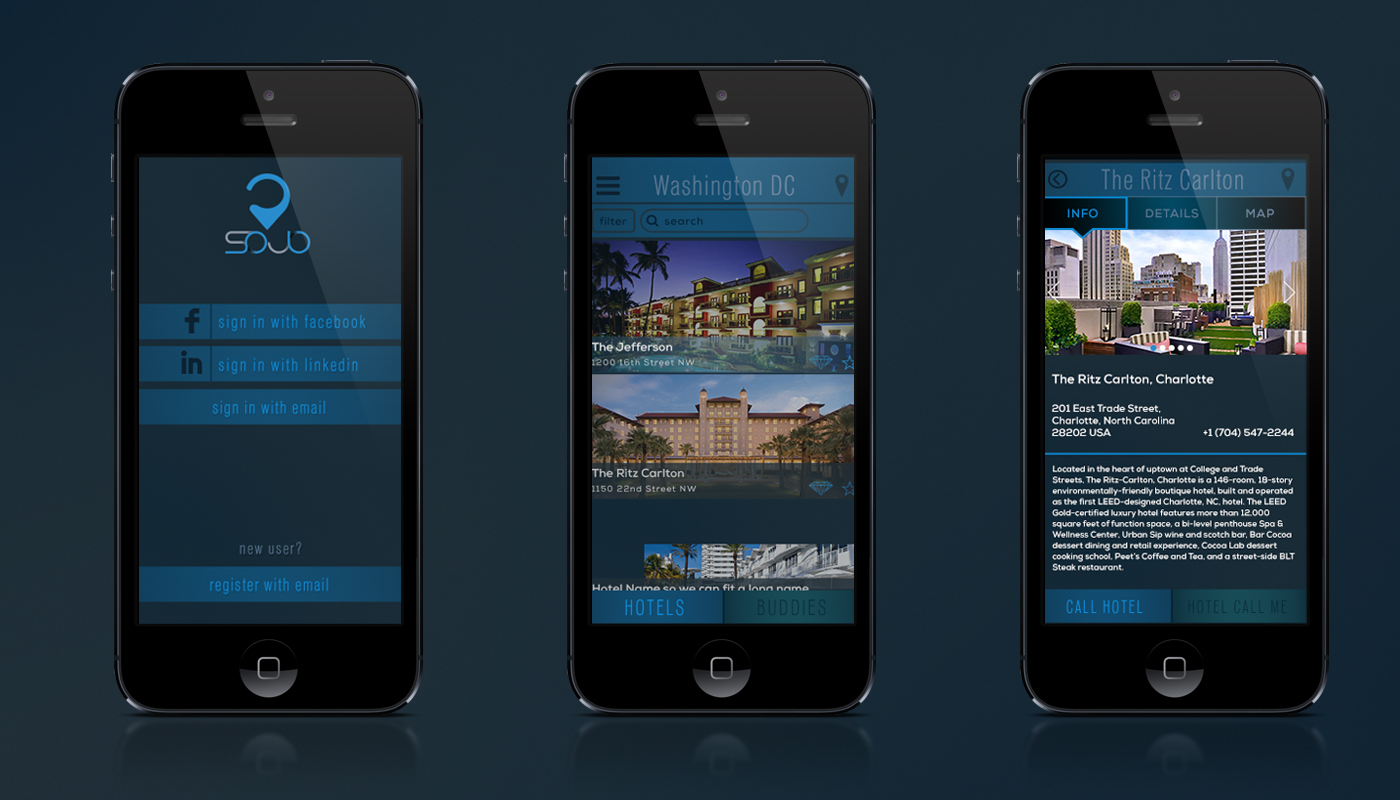 spub
sign in with facebook
sign in with linkedin
sign in with email
new user?
register with email
Washington DC
filter
search
The Jefferson
1200 16th Street NW
The Ritz Carlton
1150 22nd Street NW
Hotel Name so we can fit a long name
HOTELS
BUDDIES
The Ritz Carlton
INFO
DETAILS
MAP
The Ritz Carlton, Charlotte
201 East Trade Street,
Charlotte, North Carolina
28202 USA
+1 (704) 547-2244
Located in the heart of uptown at College and Trade
Streets, The Ritz-Carlton, Charlotte is a 146-room, 18-story
environmentally-friendly boutique hotel, built and operated
as the first LEED-designed Charlotte, NC, hotel. The LEED
Gold-certified luxury hotel features more than 12,000
square feet of function space, a bi-level penthouse Spa &
Wellness Center, Urban Sip wine and scotch bar, Bar Cocoa
dessert dining and retail experience, Cocoa Lab dessert
cooking school, Peet's Coffee and Tea, and a street-side BLT
Steak restaurant.
CALL HOTEL
HOTEL CALL ME